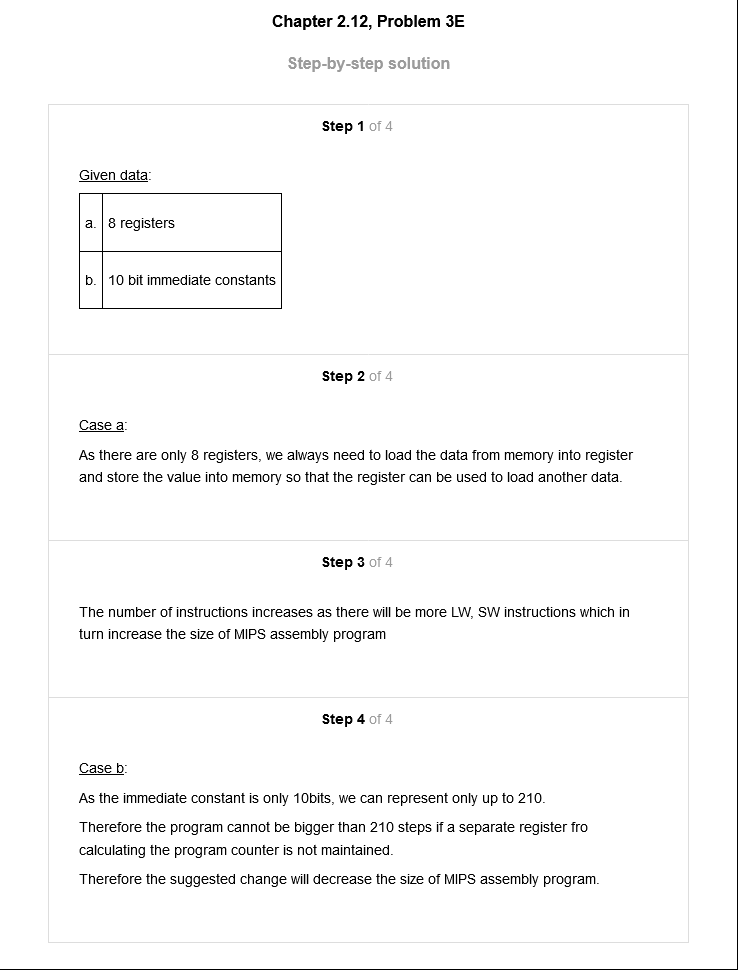 Chapter 2.12, Problem 3E
Step-by-step solution
Step 1 of 4
Given data:
a. 8 registers
b. 10 bit immediate constants
Step 2 of 4
Case a:
As there are only 8 registers, we always need to load the data from memory into register
and store the value into memory so that the register can be used to load another data.
Step 3 of 4
The number of instructions increases as there will be more LW, SW instructions which in
turn increase the size of MIPS assembly program
Step 4 of 4
Case b:
As the immediate constant is only 10bits, we can represent only up to 210.
Therefore the program cannot be bigger than 210 steps if a separate register fro
calculating the program counter is not maintained.
Therefore the suggested change will decrease the size of MIPS assembly program.